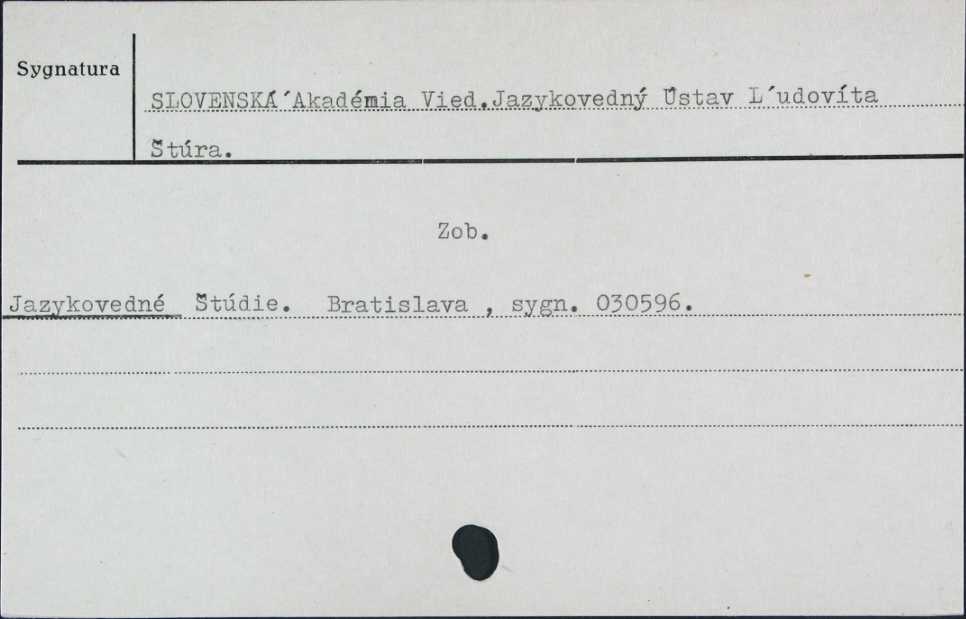 Sygnatura
SLOVENSKÁ ´Akadémia Vied.Jazykovedný Ústav L´udovíta
Štúra.
Zob.
Jazykovedné Štúdie. Bratislava , sygn. 030596.